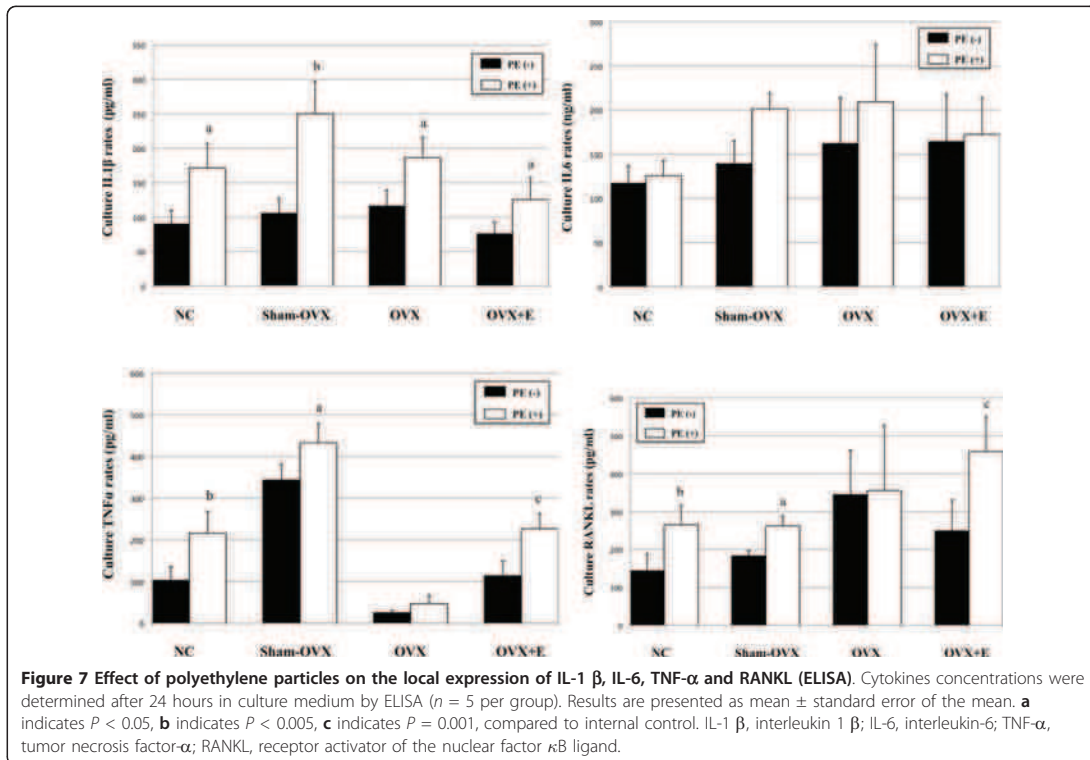 Culture IL1β rates (pg/ml)
PE (-)
PE (+)
a
b
a
a
NC
Sham-OVX
OVX
OVX+E
Culture IL6 rates (ng/ml)
PE (-)
PE (+)
NC
Sham-OVX
OVX
OVX+E
Culture TNFα rates (pg/ml)
PE (-)
PE (+)
b
a
c
NC
Sham-OVX
OVX
OVX+E
Culture RANKL rates (pg/ml)
PE (-)
PE (+)
b
a
c
NC
Sham-OVX
OVX
OVX+E
Figure 7 Effect of polyethylene particles on the local expression of IL-1 β, IL-6, TNF-α and RANKL (ELISA). Cytokines concentrations were
determined after 24 hours in culture medium by ELISA (n = 5 per group). Results are presented as mean ± standard error of the mean. a
indicates P < 0.05, b indicates P < 0.005, c indicates P = 0.001, compared to internal control. IL-1 β, interleukin 1 β; IL-6, interleukin-6; TNF-α,
tumor necrosis factor-α; RANKL, receptor activator of the nuclear factor κB ligand.